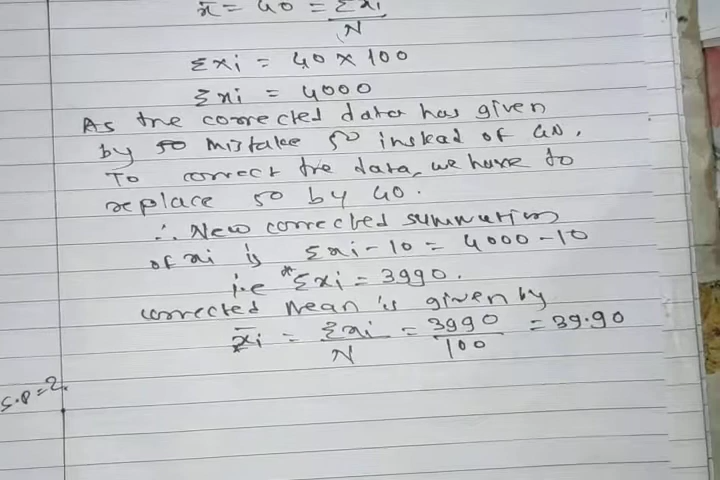 x̄ = 40 = Σxi / N
Σxi = 40 × 100
Σxi = 4000
As the corrected data has given
by mistake 50 instead of 40.
To correct the data, we have to
replace 50 by 40.
∴ New corrected summation
of xi is Σxi - 10 = 4000 - 10
i.e *Σxi = 3990.
corrected mean is given by
x̄i = Σxi / N = 3990 / 100 = 39.90
S.P=2.